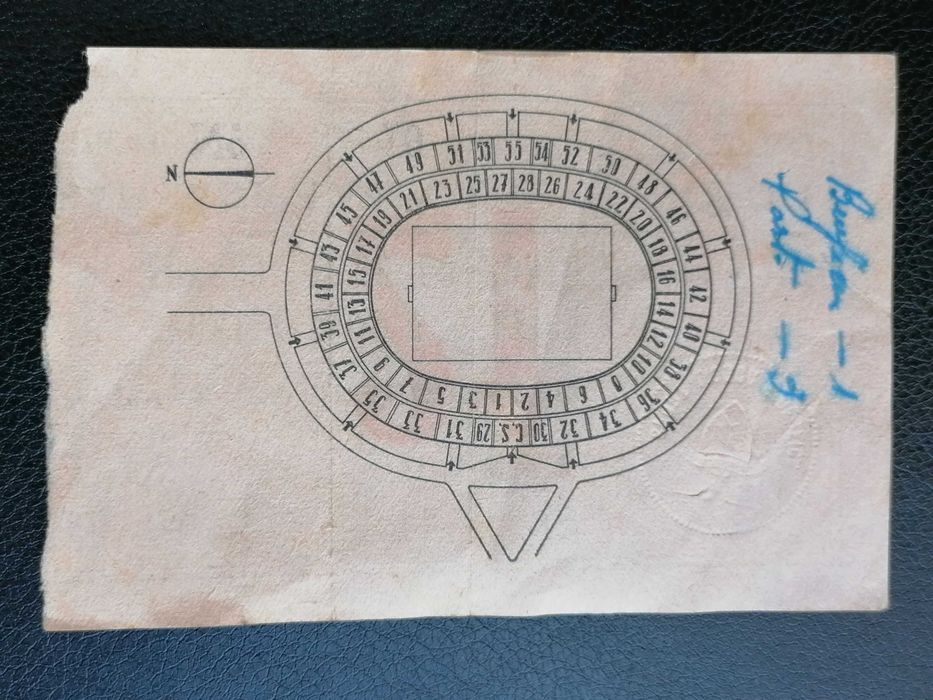 N
41 43 45 47 49 51 53 55 54 52 50 48 46 44 42
13 15 17 19 21 23 25 27 28 26 24 22 20 18 16
11 9 7 5 3 1 2 4 6 8 10 12 14
39 37 35 33 31 29 C.S. 30 32 34 36 38 40
– 1
Parti – 3